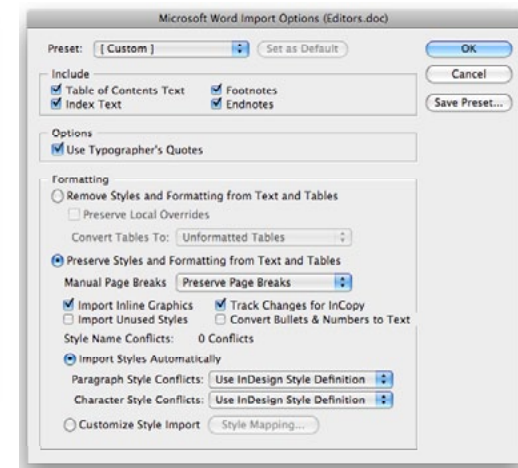 Microsoft Word Import Options (Editors.doc)
Preset: [ Custom ] Set as Default OK
Include Cancel
Table of Contents Text Footnotes
Index Text Endnotes Save Preset...
Options
Use Typographer's Quotes
Formatting
Remove Styles and Formatting from Text and Tables
Preserve Local Overrides
Convert Tables To: Unformatted Tables
Preserve Styles and Formatting from Text and Tables
Manual Page Breaks Preserve Page Breaks
Import Inline Graphics Track Changes for InCopy
Import Unused Styles Convert Bullets & Numbers to Text
Style Name Conflicts: 0 Conflicts
Import Styles Automatically
Paragraph Style Conflicts: Use InDesign Style Definition
Character Style Conflicts: Use InDesign Style Definition
Customize Style Import Style Mapping...